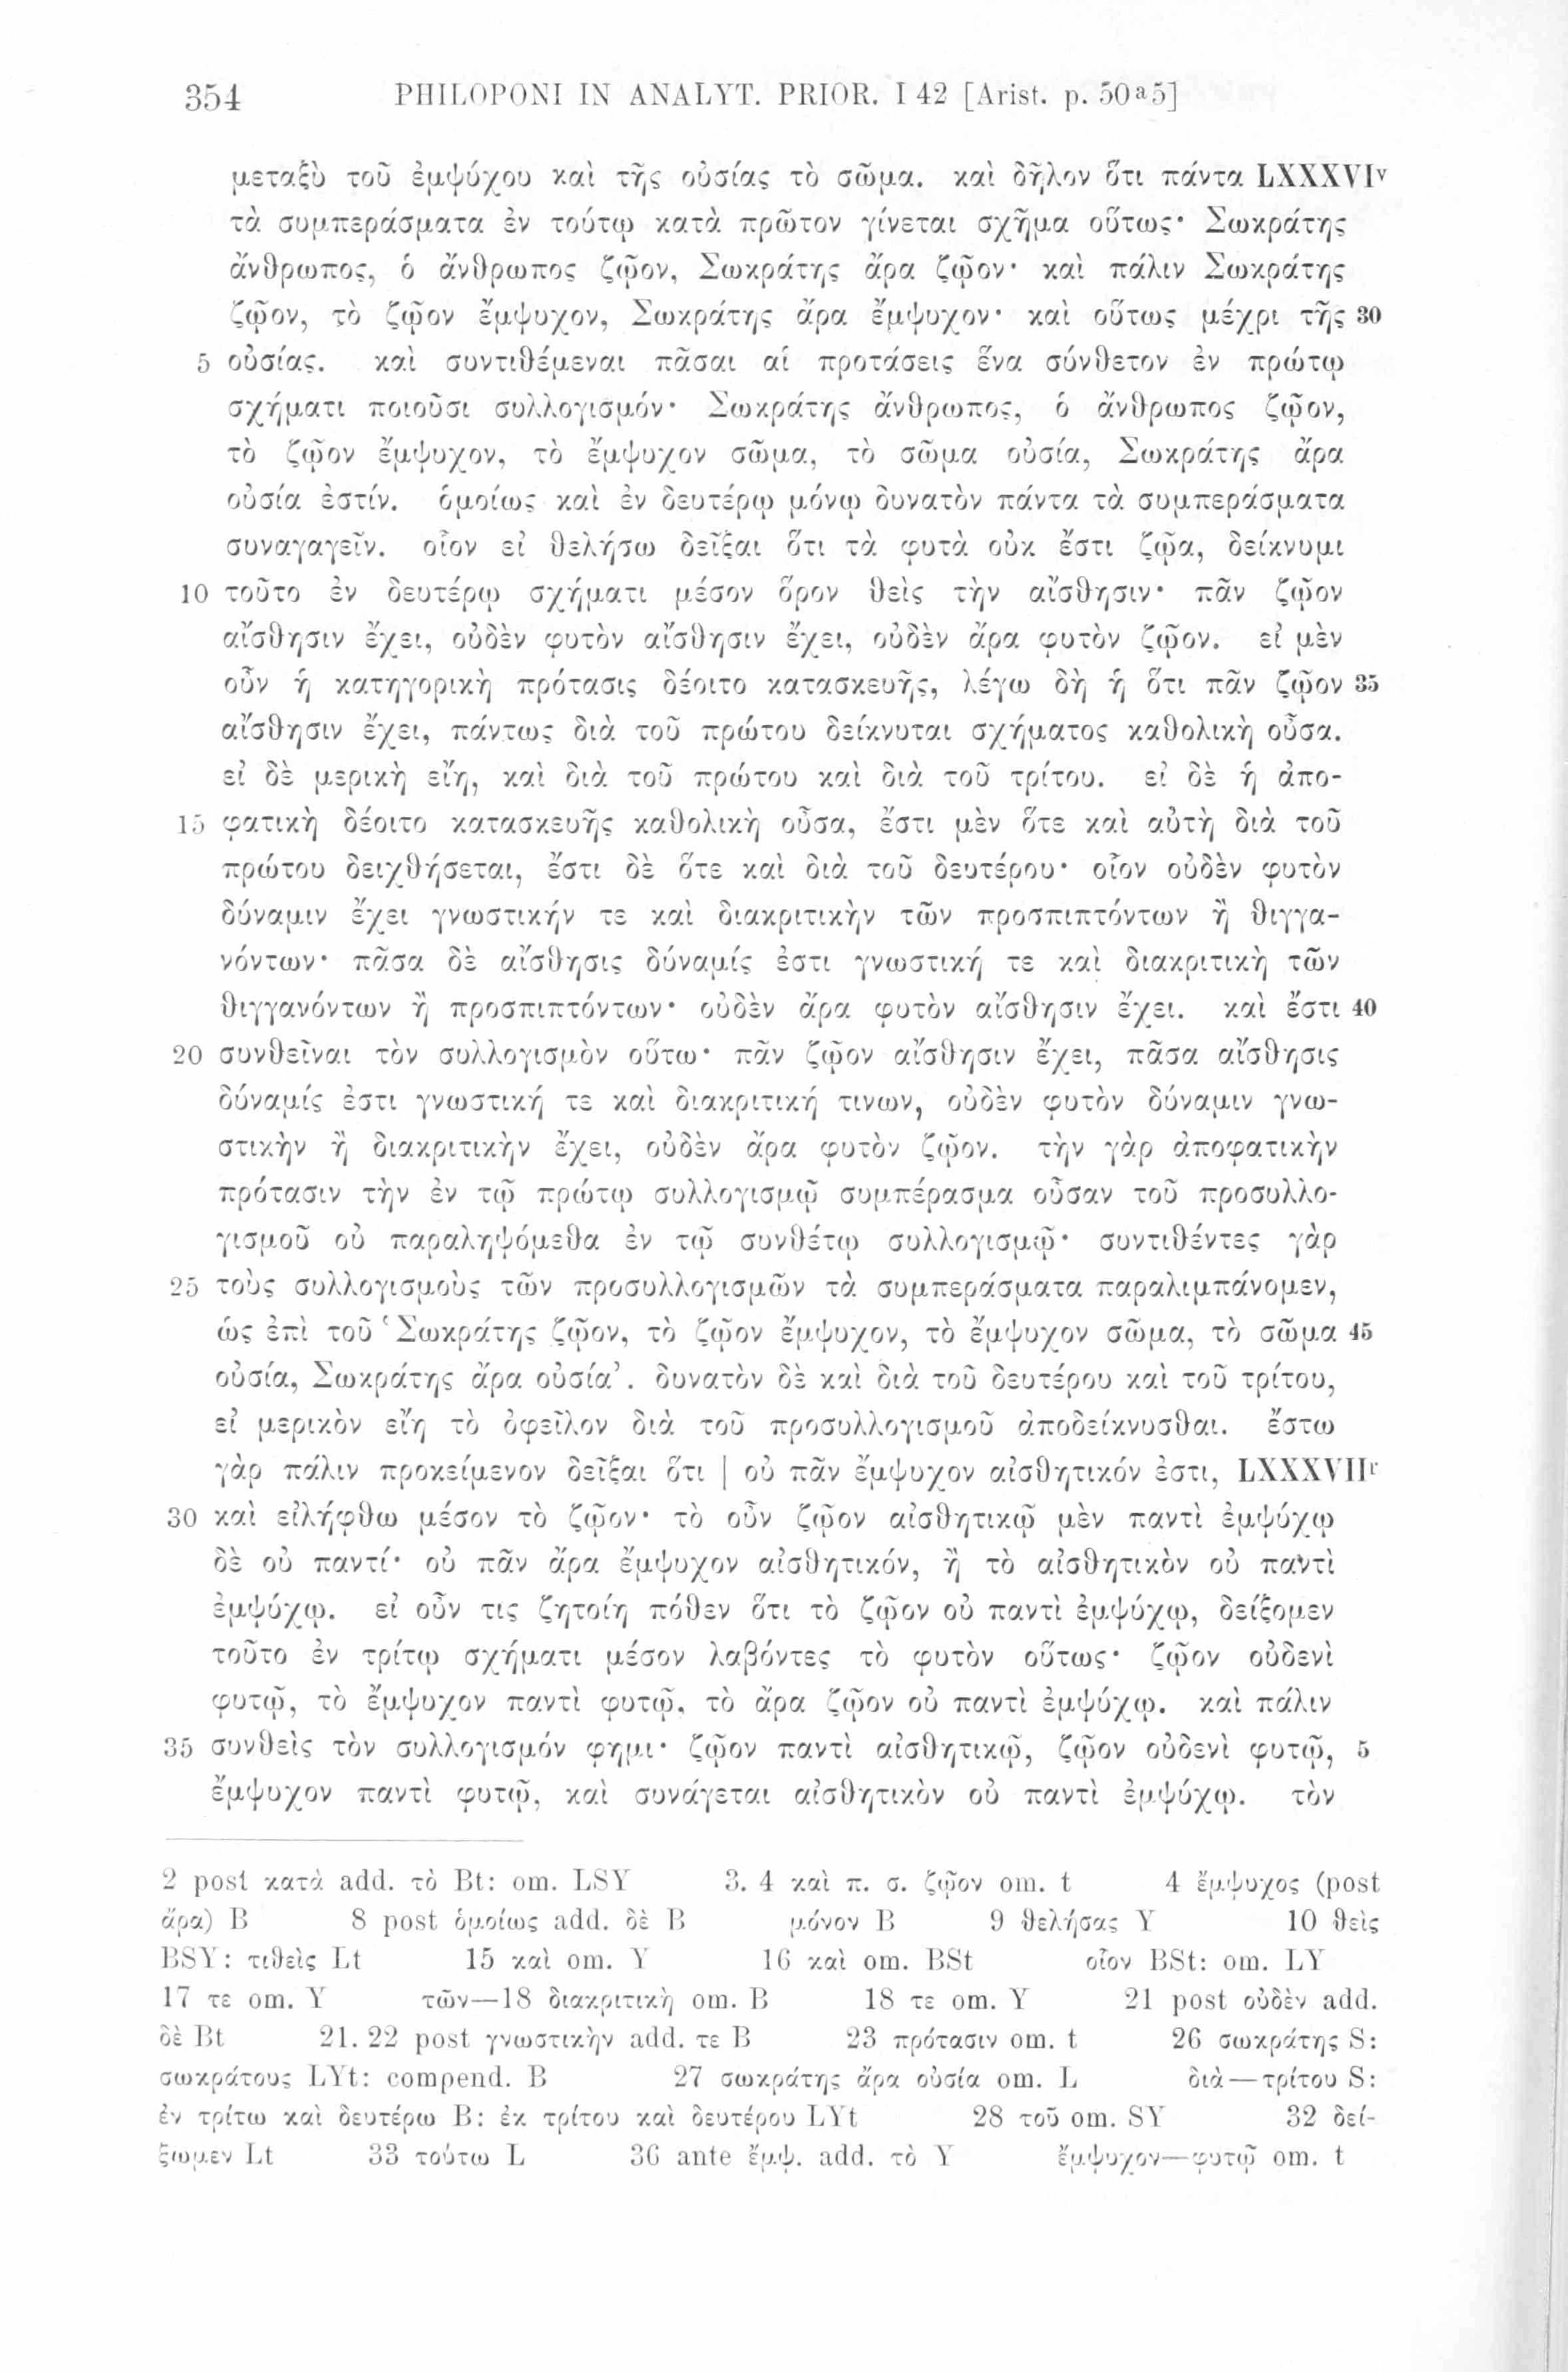 354 PHILOPONI IN ANALYT. PRIOR. I 42 [Arist. p. 50ª5]
μεταξὺ τοῦ ἐμψύχου καὶ τῆς οὐσίας τὸ σῶμα. καὶ δῆλον ὅτι πάντα LXXXVIv
τὰ συμπεράσματα ἐν τούτῳ κατὰ πρῶτον γίνεται σχῆμα οὕτως· Σωκράτης
ἄνθρωπος, ὁ ἄνθρωπος ζῷον, Σωκράτης ἄρα ζῷον· καὶ πάλιν Σωκράτης
ζῷον, τὸ ζῷον ἔμψυχον, Σωκράτης ἄρα ἔμψυχον· καὶ οὕτως μέχρι τῆς 30
5 οὐσίας. καὶ συντιθέμεναι πᾶσαι αἱ προτάσεις ἕνα σύνθετον ἐν πρώτῳ
σχήματι ποιοῦσι συλλογισμόν· Σωκράτης ἄνθρωπος, ὁ ἄνθρωπος ζῷον,
τὸ ζῷον ἔμψυχον, τὸ ἔμψυχον σῶμα, τὸ σῶμα οὐσία, Σωκράτης ἄρα
οὐσία ἐστίν. ὁμοίως καὶ ἐν δευτέρῳ μόνῳ δυνατὸν πάντα τὰ συμπεράσματα
συναγαγεῖν. οἷον εἰ θελήσω δεῖξαι ὅτι τὰ φυτὰ οὐκ ἔστι ζῷα, δείκνυμι
10 τοῦτο ἐν δευτέρῳ σχήματι μέσον ὅρον θεὶς τὴν αἴσθησιν· πᾶν ζῷον
αἴσθησιν ἔχει, οὐδὲν φυτὸν αἴσθησιν ἔχει, οὐδὲν ἄρα φυτὸν ζῷον. εἰ μὲν
οὖν ἡ κατηγορικὴ πρότασις δέοιτο κατασκευῆς, λέγω δὴ ἡ ὅτι πᾶν ζῷον 35
αἴσθησιν ἔχει, πάντως διὰ τοῦ πρώτου δείκνυται σχήματος καθολικὴ οὖσα.
εἰ δὲ μερικὴ εἴη, καὶ διὰ τοῦ πρώτου καὶ διὰ τοῦ τρίτου. εἰ δὲ ἡ ἀπο-
15 φατικὴ δέοιτο κατασκευῆς καθολικὴ οὖσα, ἔστι μὲν ὅτε καὶ αὐτὴ διὰ τοῦ
πρώτου δειχθήσεται, ἔστι δὲ ὅτε καὶ διὰ τοῦ δευτέρου· οἷον οὐδὲν φυτὸν
δύναμιν ἔχει γνωστικήν τε καὶ διακριτικὴν τῶν προσπιπτόντων ἢ θιγγα-
νόντων· πᾶσα δὲ αἴσθησις δύναμίς ἐστι γνωστική τε καὶ διακριτικὴ τῶν
θιγγανόντων ἢ προσπιπτόντων· οὐδὲν ἄρα φυτὸν αἴσθησιν ἔχει. καὶ ἔστι 40
20 συνθεῖναι τὸν συλλογισμὸν οὕτω· πᾶν ζῷον αἴσθησιν ἔχει, πᾶσα αἴσθησις
δύναμίς ἐστι γνωστική τε καὶ διακριτική τινων, οὐδὲν φυτὸν δύναμιν γνω-
στικὴν ἢ διακριτικὴν ἔχει, οὐδὲν ἄρα φυτὸν ζῷον. τὴν γὰρ ἀποφατικὴν
πρότασιν τὴν ἐν τῷ πρώτῳ συλλογισμῷ συμπέρασμα οὖσαν τοῦ προσυλλο-
γισμοῦ οὐ παραληψόμεθα ἐν τῷ συνθέτῳ συλλογισμῷ· συντιθέντες γὰρ
25 τοὺς συλλογισμοὺς τῶν προσυλλογισμῶν τὰ συμπεράσματα παραλιμπάνομεν,
ὡς ἐπὶ τοῦ ‘Σωκράτης ζῷον, τὸ ζῷον ἔμψυχον, τὸ ἔμψυχον σῶμα, τὸ σῶμα 45
οὐσία, Σωκράτης ἄρα οὐσία’. δυνατὸν δὲ καὶ διὰ τοῦ δευτέρου καὶ τοῦ τρίτου,
εἰ μερικὸν εἴη τὸ ὀφεῖλον διὰ τοῦ προσυλλογισμοῦ ἀποδείκνυσθαι. ἔστω
γὰρ πάλιν προκείμενον δεῖξαι ὅτι | οὐ πᾶν ἔμψυχον αἰσθητικόν ἐστι, LXXXVIIr
30 καὶ εἰλήφθω μέσον τὸ ζῷον· τὸ οὖν ζῷον αἰσθητικῷ μὲν παντὶ ἐμψύχῳ
δὲ οὐ παντί· οὐ πᾶν ἄρα ἔμψυχον αἰσθητικόν, ἢ τὸ αἰσθητικὸν οὐ παντὶ
ἐμψύχῳ. εἰ οὖν τις ζητοίη πόθεν ὅτι τὸ ζῷον οὐ παντὶ ἐμψύχῳ, δείξομεν
τοῦτο ἐν τρίτῳ σχήματι μέσον λαβόντες τὸ φυτὸν οὕτως· ζῷον οὐδενὶ
φυτῷ, τὸ ἔμψυχον παντὶ φυτῷ, τὸ ἄρα ζῷον οὐ παντὶ ἐμψύχῳ. καὶ πάλιν
35 συνθεὶς τὸν συλλογισμόν φημι· ζῷον παντὶ αἰσθητικῷ, ζῷον οὐδενὶ φυτῷ, 5
ἔμψυχον παντὶ φυτῷ, καὶ συνάγεται αἰσθητικὸν οὐ παντὶ ἐμψύχῳ. τὸν
2 post κατὰ add. τὸ Bt: om. LSY 3. 4 καὶ π. σ. ζῷον om. t 4 ἔμψυχος (post
ἄρα) B 8 post ὁμοίως add. δὲ B μόνον B 9 θελήσας Y 10 θεὶς
BSY: τιθεὶς Lt 15 καὶ om. Y 16 καὶ om. BSt οἷον BSt: om. LY
17 τε om. Y τῶν—18 διακριτικὴ om. B 18 τε om. Y 21 post οὐδὲν add.
δὲ Bt 21. 22 post γνωστικὴν add. τε B 23 πρότασιν om. t 26 σωκράτης S:
σωκράτους LYt: compend. B 27 σωκράτης ἄρα οὐσία om. L διὰ—τρίτου S:
ἐν τρίτω καὶ δευτέρω B: ἐκ τρίτου καὶ δευτέρου LYt 28 τοῦ om. SY 32 δεί-
ξωμεν Lt 33 τούτω L 36 ante ἔμψ. add. τὸ Y ἔμψυχον—φυτῷ om. t